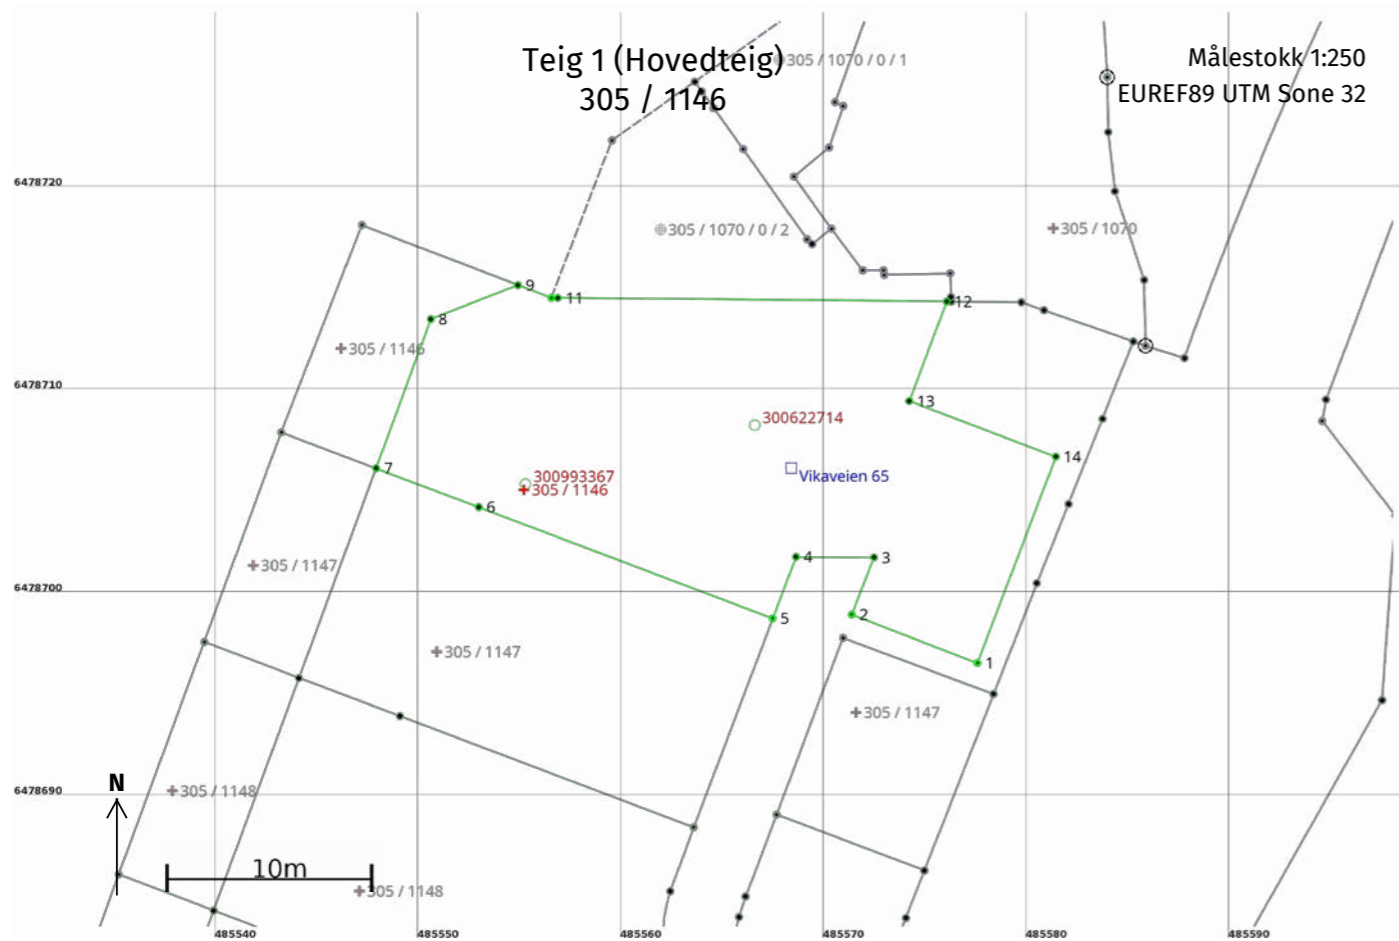 Teig 1 (Hovedteig)
305 / 1146
Målestokk 1:250
EUREF89 UTM Sone 32
305 / 1070 / 0 / 1
6478720
305 / 1070 / 0 / 2
305 / 1070
9
11
12
8
305 / 1146
6478710
13
300622714
14
7
300993367
305 / 1146
Vikaveien 65
6
4
3
305 / 1147
6478700
2
5
305 / 1147
1
305 / 1147
N
6478690
305 / 1148
10m
305 / 1148
485540
485550
485560
485570
485580
485590